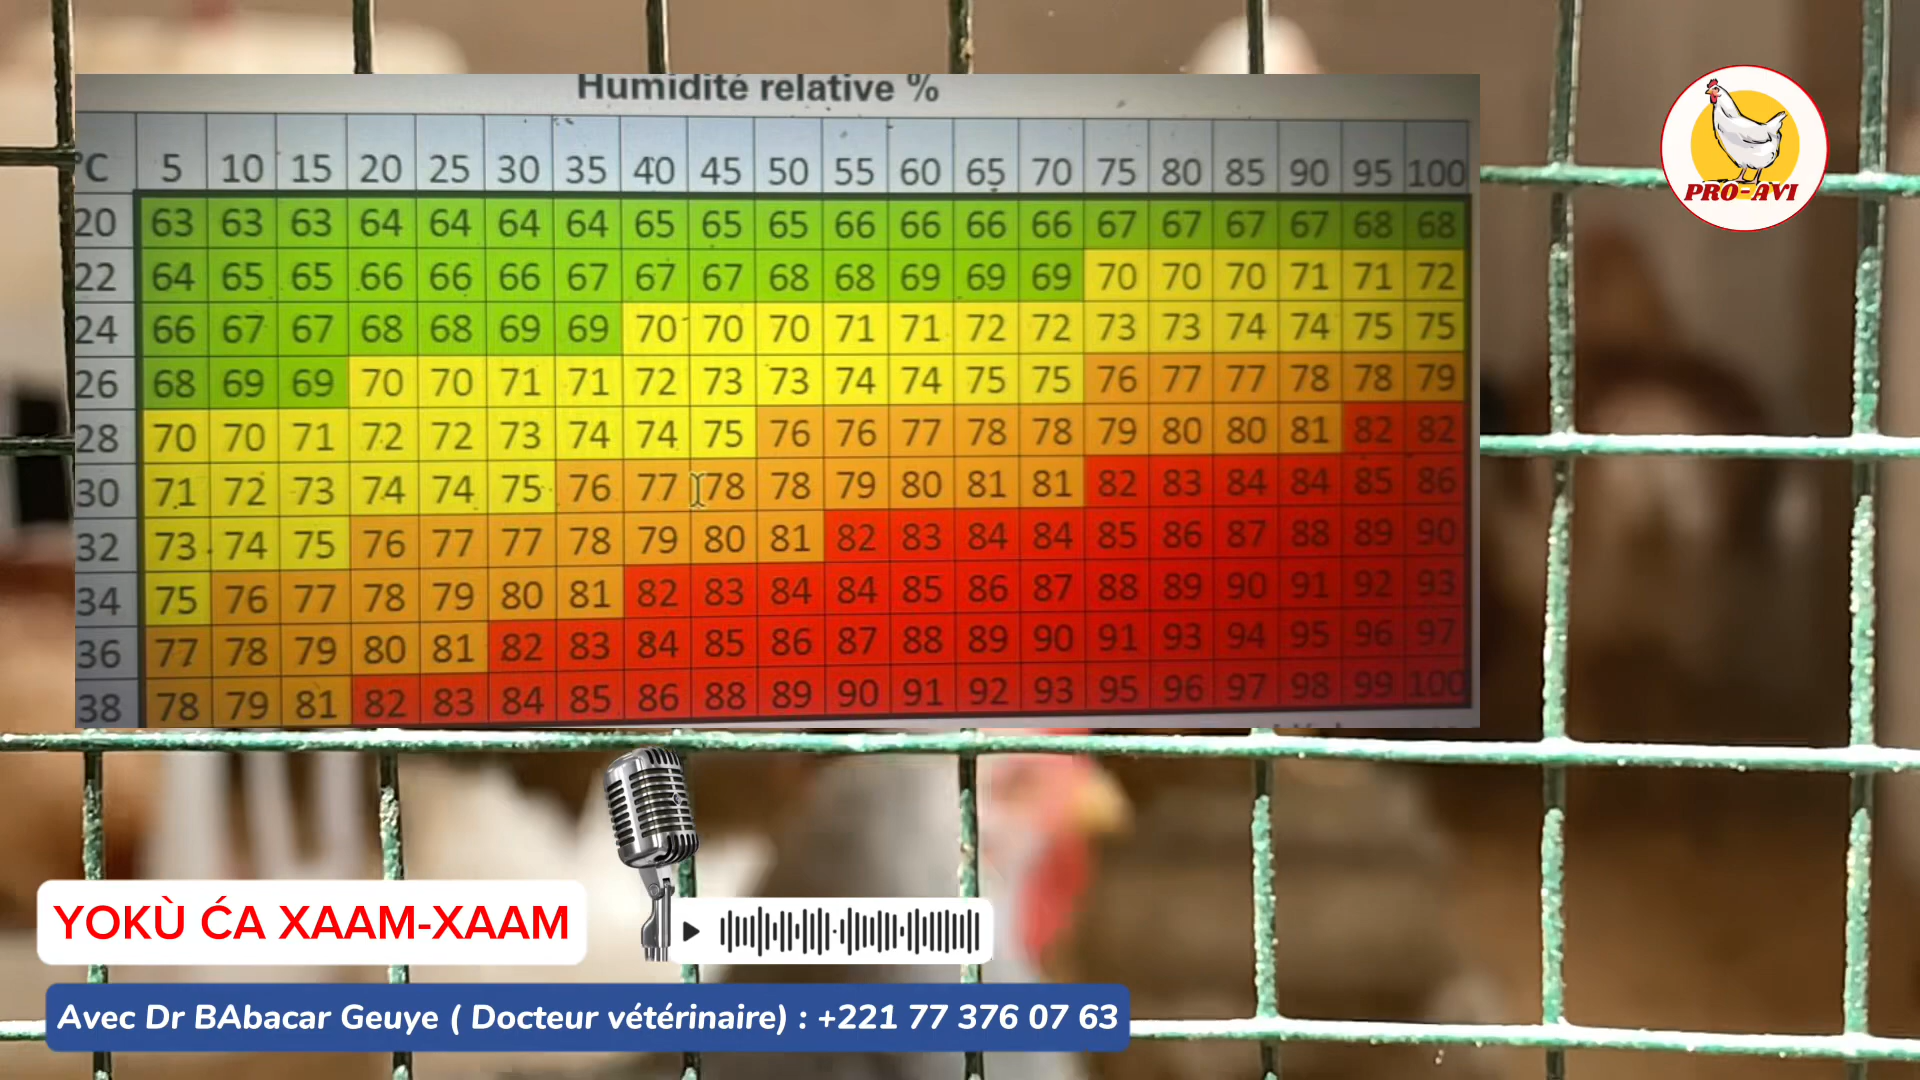 Humidité relative %
°C 5 10 15 20 25 30 35 40 45 50 55 60 65 70 75 80 85 90 95 100
20 63 63 63 64 64 64 64 65 65 65 66 66 66 66 67 67 67 67 68 68
22 64 65 65 66 66 66 67 67 67 68 68 69 69 69 70 70 70 71 71 72
24 66 67 67 68 68 69 69 70 70 70 71 71 72 72 73 73 74 74 75 75
26 68 69 69 70 70 71 71 72 73 73 74 74 75 75 76 77 77 78 78 79
28 70 70 71 72 72 73 74 74 75 76 76 77 78 78 79 80 80 81 82 82
30 71 72 73 74 74 75 76 77 78 78 79 80 81 81 82 83 84 84 85 86
32 73 74 75 76 77 77 78 79 80 81 82 83 84 84 85 86 87 88 89 90
34 75 76 77 78 79 80 81 82 83 84 84 85 86 87 88 89 90 91 92 93
36 77 78 79 80 81 82 83 84 85 86 87 88 89 90 91 93 94 95 96 97
38 78 79 81 82 83 84 85 86 88 89 90 91 92 93 95 96 97 98 99 100
PRO-AVI
YOKÙ ĆA XAAM-XAAM
Avec Dr BAbacar Geuye ( Docteur vétérinaire) : +221 77 376 07 63